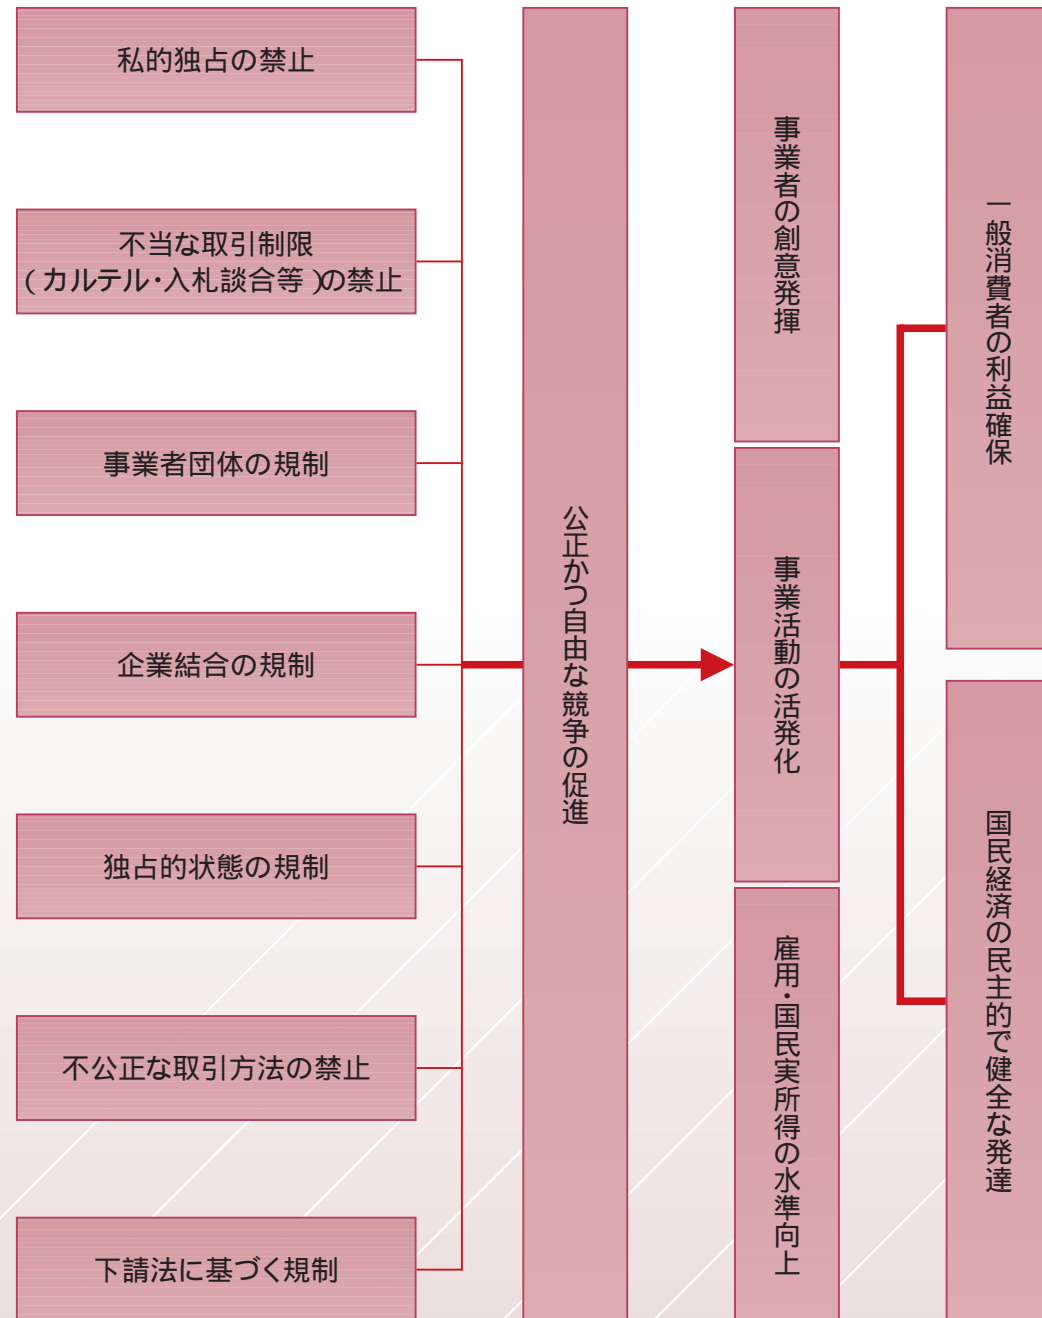 私的独占の禁止
不当な取引制限
(カルテル・入札談合等)の禁止
事業者団体の規制
企業結合の規制
独占的状態の規制
不公正な取引方法の禁止
下請法に基づく規制
公正かつ自由な競争の促進
事業者の創意発揮
事業活動の活発化
雇用・国民実所得の水準向上
一般消費者の利益確保
国民経済の民主的で健全な発達